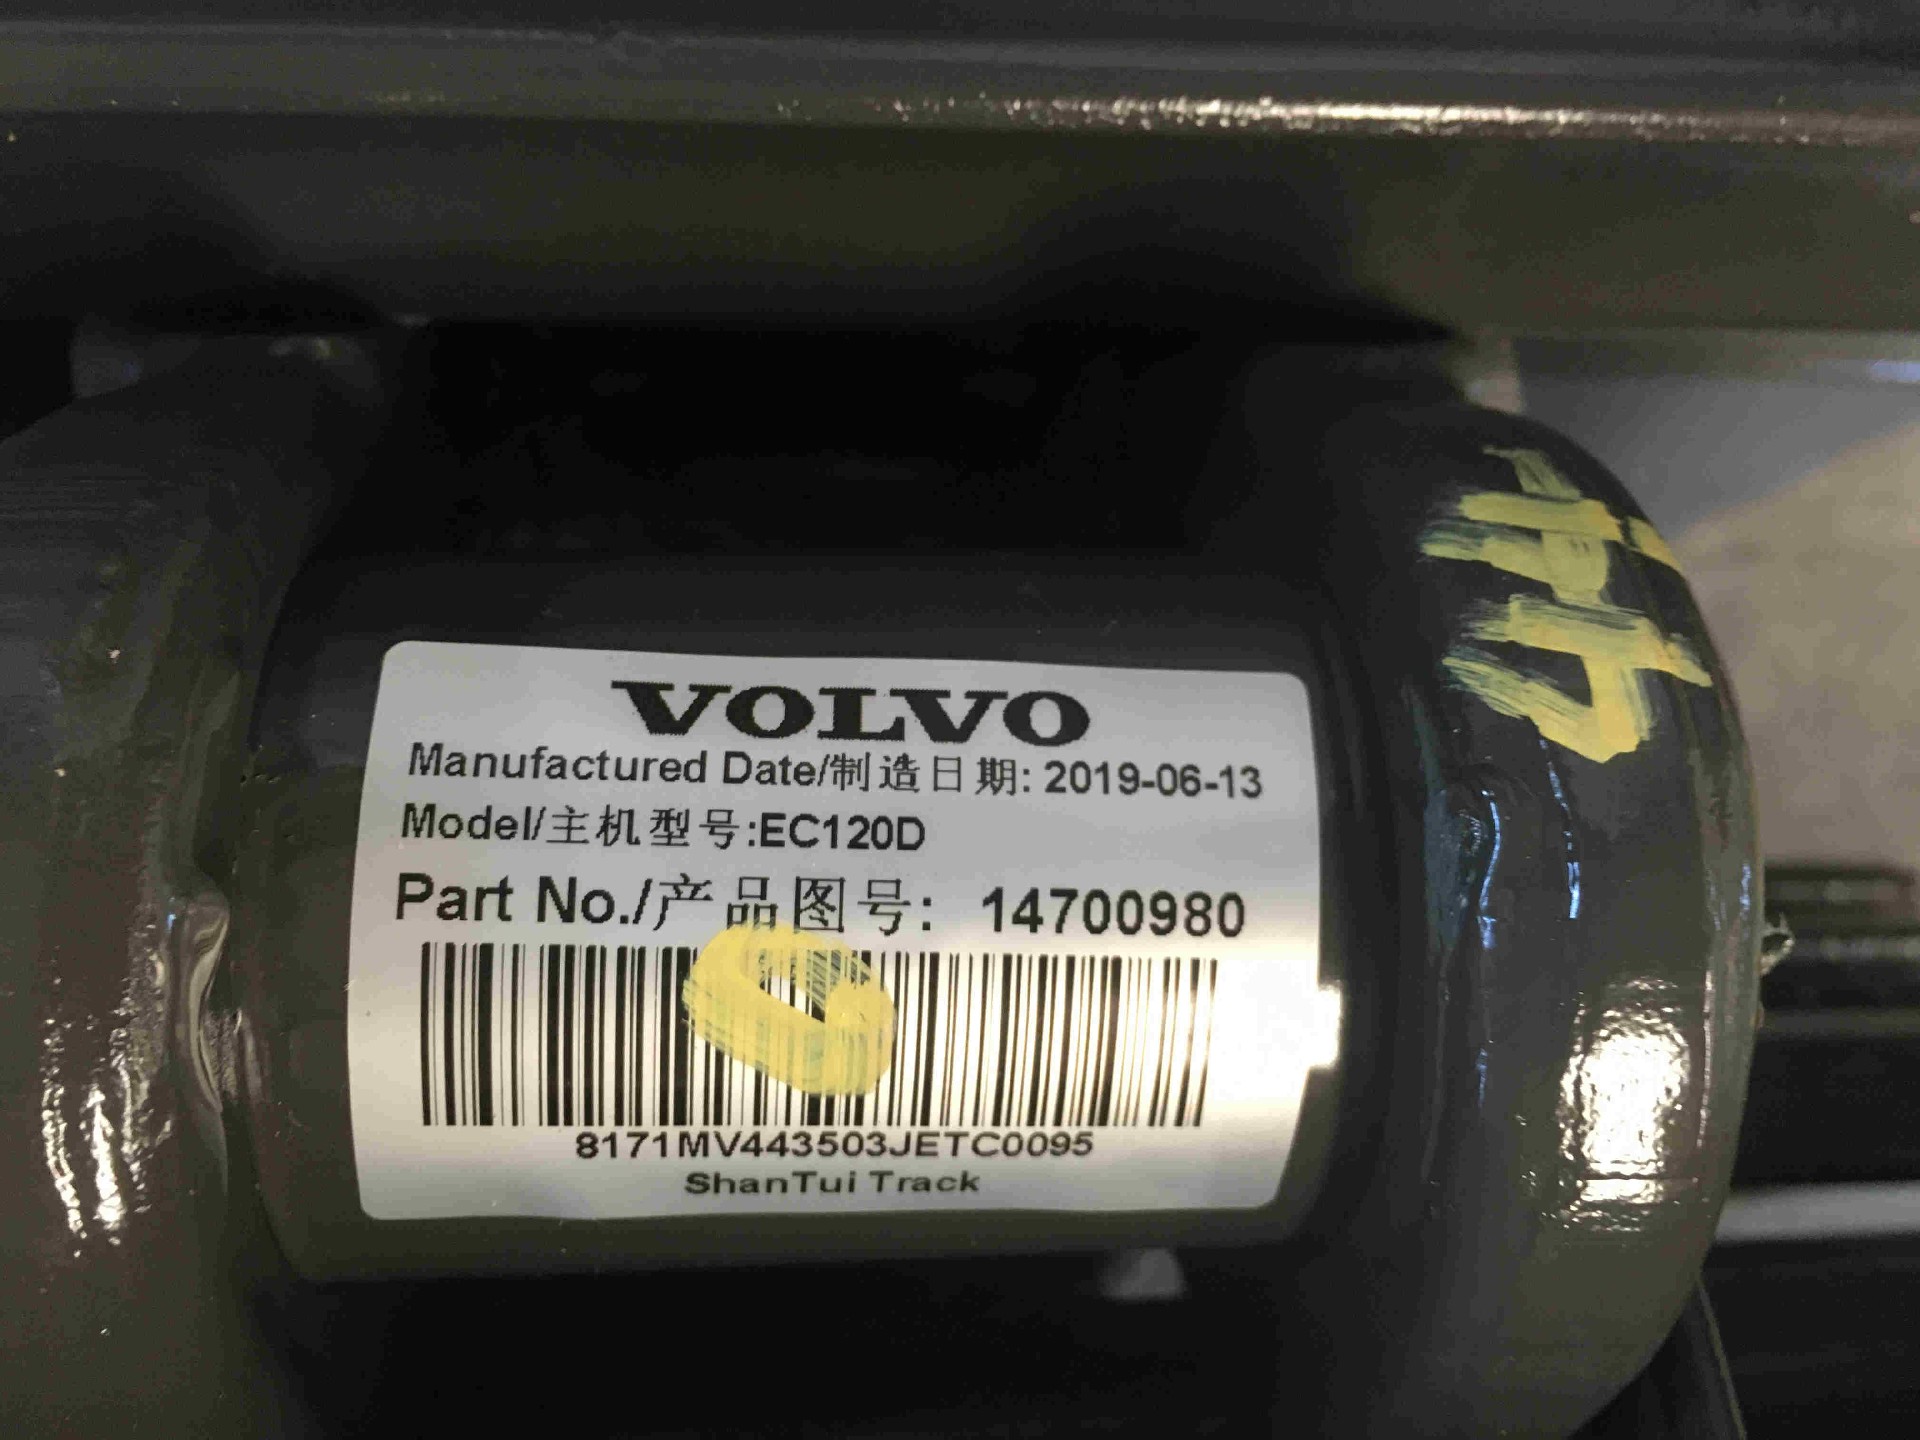 VOLVO
Manufactured Date/制造日期: 2019-06-13
Model/主机型号:EC120D
Part No./产品图号: 14700980
8171MV443503JETC0095
ShanTui Track